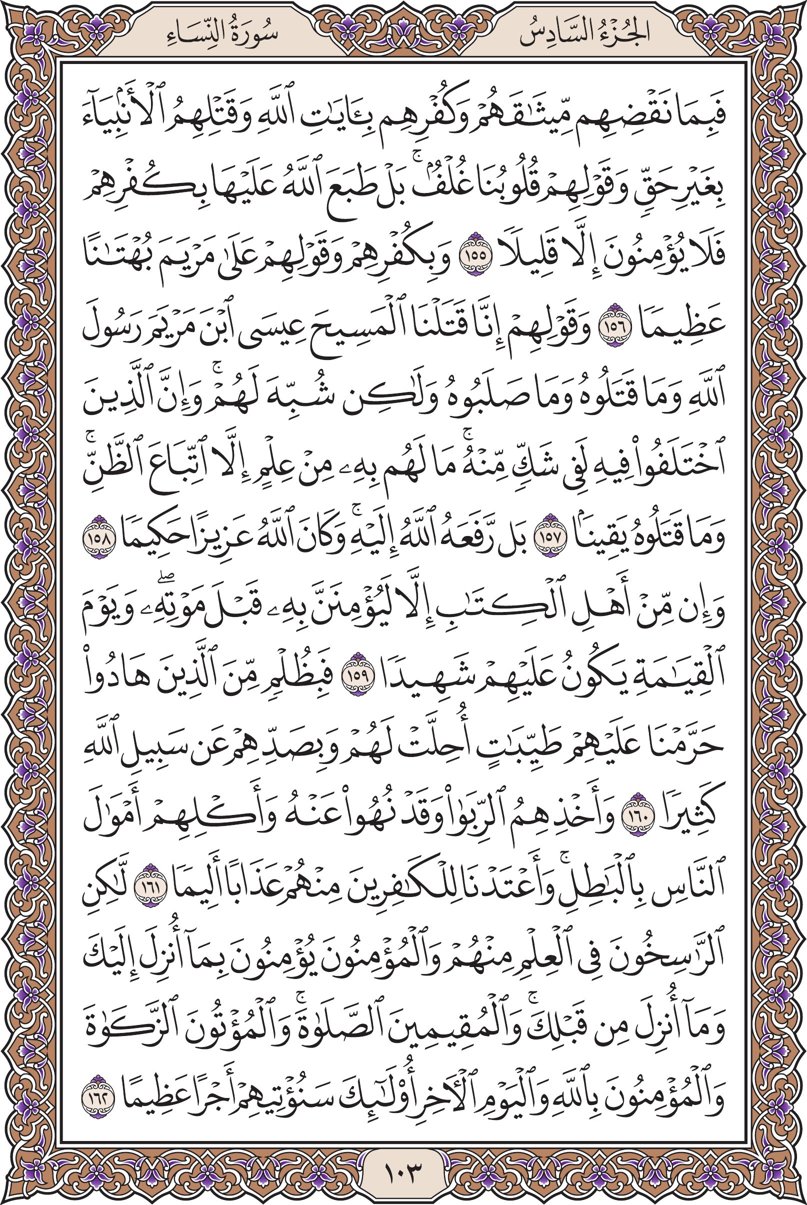 الجُزْءُ السَّادِسُ
سُورَةُ النِّسَاءِ
فَبِمَا نَقْضِهِم مِّيثَٰقَهُمْ وَكُفْرِهِم بِـَٔايَٰتِ ٱللَّهِ وَقَتْلِهِمُ ٱلْأَنۢبِيَآءَ
بِغَيْرِ حَقٍّ وَقَوْلِهِمْ قُلُوبُنَا غُلْفٌۢ ۚ بَلْ طَبَعَ ٱللَّهُ عَلَيْهَا بِكُفْرِهِمْ
فَلَا يُؤْمِنُونَ إِلَّا قَلِيلًا ١٥٥ وَبِكُفْرِهِمْ وَقَوْلِهِمْ عَلَىٰ مَرْيَمَ بُهْتَٰنًا
عَظِيمًا ١٥٦ وَقَوْلِهِمْ إِنَّا قَتَلْنَا ٱلْمَسِيحَ عِيسَى ٱبْنَ مَرْيَمَ رَسُولَ
ٱللَّهِ وَمَا قَتَلُوهُ وَمَا صَلَبُوهُ وَلَٰكِن شُبِّهَ لَهُمْ ۚ وَإِنَّ ٱلَّذِينَ
ٱخْتَلَفُوا۟ فِيهِ لَفِى شَكٍّ مِّنْهُ ۚ مَا لَهُم بِهِۦ مِنْ عِلْمٍ إِلَّا ٱتِّبَاعَ ٱلظَّنِّ ۚ
وَمَا قَتَلُوهُ يَقِينًۢا ١٥٧ بَل رَّفَعَهُ ٱللَّهُ إِلَيْهِ ۚ وَكَانَ ٱللَّهُ عَزِيزًا حَكِيمًا ١٥٨
وَإِن مِّنْ أَهْلِ ٱلْكِتَٰبِ إِلَّا لَيُؤْمِنَنَّ بِهِۦ قَبْلَ مَوْتِهِۦ ۖ وَيَوْمَ
ٱلْقِيَٰمَةِ يَكُونُ عَلَيْهِمْ شَهِيدًا ١٥٩ فَبِظُلْمٍ مِّنَ ٱلَّذِينَ هَادُوا۟
حَرَّمْنَا عَلَيْهِمْ طَيِّبَٰتٍ أُحِلَّتْ لَهُمْ وَبِصَدِّهِمْ عَن سَبِيلِ ٱللَّهِ
كَثِيرًا ١٦٠ وَأَخْذِهِمُ ٱلرِّبَوٰا۟ وَقَدْ نُهُوا۟ عَنْهُ وَأَكْلِهِمْ أَمْوَٰلَ
ٱلنَّاسِ بِٱلْبَٰطِلِ ۚ وَأَعْتَدْنَا لِلْكَٰفِرِينَ مِنْهُمْ عَذَابًا أَلِيمًا ١٦١ لَّٰكِنِ
ٱلرَّٰسِخُونَ فِى ٱلْعِلْمِ مِنْهُمْ وَٱلْمُؤْمِنُونَ يُؤْمِنُونَ بِمَآ أُنزِلَ إِلَيْكَ
وَمَآ أُنزِلَ مِن قَبْلِكَ ۚ وَٱلْمُقِيمِينَ ٱلصَّلَوٰةَ ۚ وَٱلْمُؤْتُونَ ٱلزَّكَوٰةَ
وَٱلْمُؤْمِنُونَ بِٱللَّهِ وَٱلْيَوْمِ ٱلْـَٔاخِرِ أُو۟لَٰٓئِكَ سَنُؤْتِيهِمْ أَجْرًا عَظِيمًا ١٦٢
١٠٣